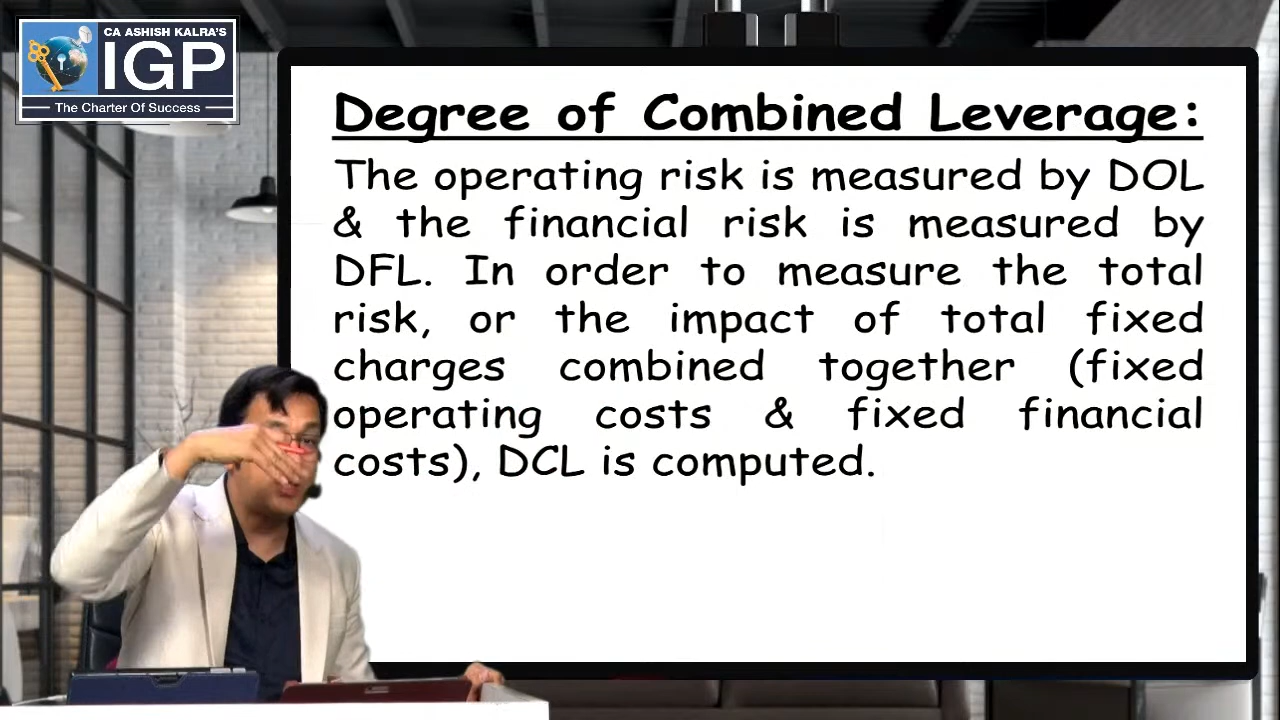 CA ASHISH KALRA'S
IGP
The Charter Of Success
Degree of Combined Leverage:
The operating risk is measured by DOL
& the financial risk is measured by
DFL. In order to measure the total
risk, or the impact of total fixed
charges combined together (fixed
operating costs & fixed financial
costs), DCL is computed.